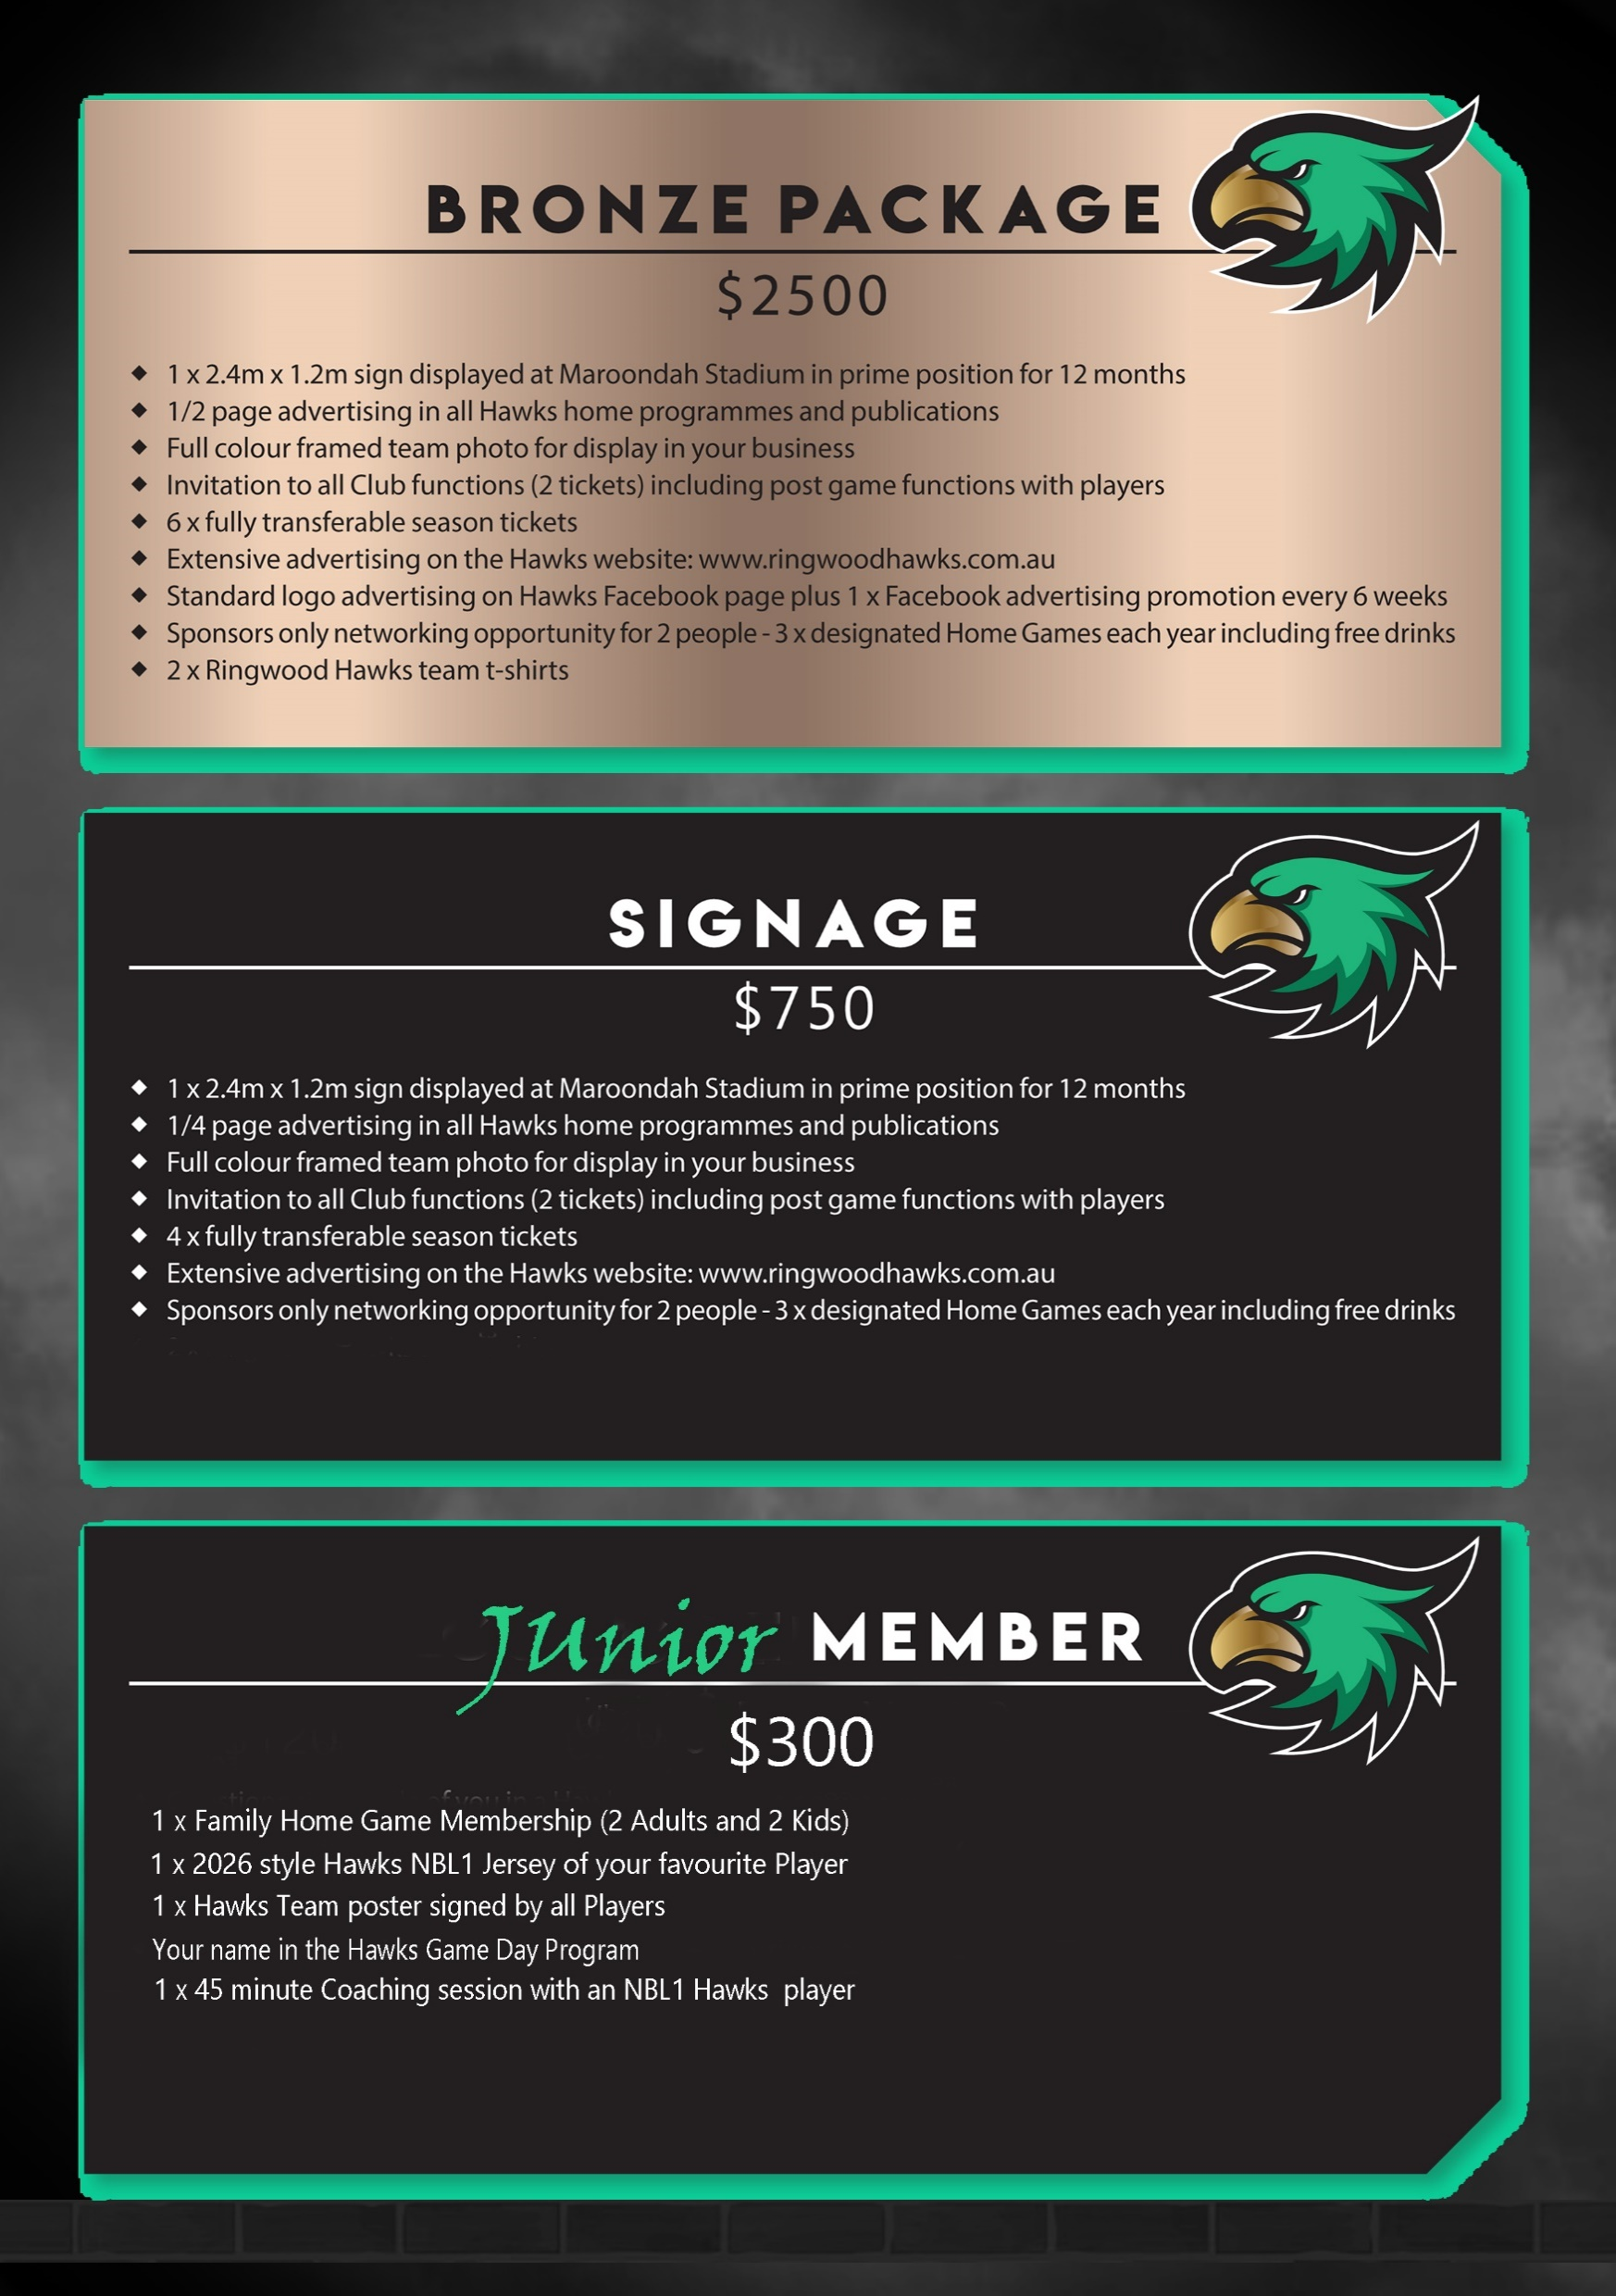 BRONZE PACKAGE
$2500
◆ 1 x 2.4m x 1.2m sign displayed at Maroondah Stadium in prime position for 12 months
◆ 1/2 page advertising in all Hawks home programmes and publications
◆ Full colour framed team photo for display in your business
◆ Invitation to all Club functions (2 tickets) including post game functions with players
◆ 6 x fully transferable season tickets
◆ Extensive advertising on the Hawks website: www.ringwoodhawks.com.au
◆ Standard logo advertising on Hawks Facebook page plus 1 x Facebook advertising promotion every 6 weeks
◆ Sponsors only networking opportunity for 2 people - 3 x designated Home Games each year including free drinks
◆ 2 x Ringwood Hawks team t-shirts
SIGNAGE
$750
◆ 1 x 2.4m x 1.2m sign displayed at Maroondah Stadium in prime position for 12 months
◆ 1/4 page advertising in all Hawks home programmes and publications
◆ Full colour framed team photo for display in your business
◆ Invitation to all Club functions (2 tickets) including post game functions with players
◆ 4 x fully transferable season tickets
◆ Extensive advertising on the Hawks website: www.ringwoodhawks.com.au
◆ Sponsors only networking opportunity for 2 people - 3 x designated Home Games each year including free drinks
Junior MEMBER
$300
1 x Family Home Game Membership (2 Adults and 2 Kids)
1 x 2026 style Hawks NBL1 Jersey of your favourite Player
1 x Hawks Team poster signed by all Players
Your name in the Hawks Game Day Program
1 x 45 minute Coaching session with an NBL1 Hawks player